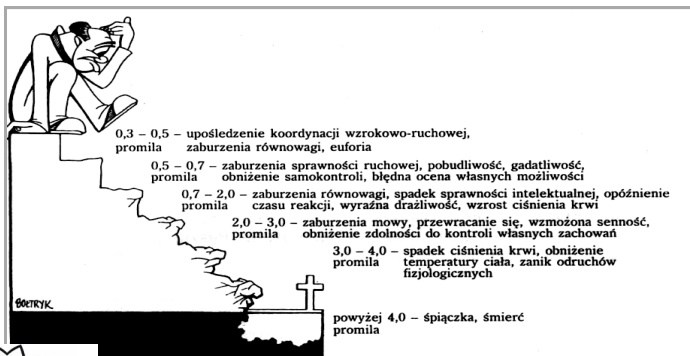 0,3 – 0,5 – upośledzenie koordynacji wzrokowo-ruchowej,
promila zaburzenia równowagi, euforia
0,5 – 0,7 – zaburzenia sprawności ruchowej, pobudliwość, gadatliwość,
promila obniżenie samokontroli, błędna ocena własnych możliwości
0,7 – 2,0 – zaburzenia równowagi, spadek sprawności intelektualnej, opóźnienie
promila czasu reakcji, wyraźna drażliwość, wzrost ciśnienia krwi
2,0 – 3,0 – zaburzenia mowy, przewracanie się, wzmożona senność,
promila obniżenie zdolności do kontroli własnych zachowań
3,0 – 4,0 – spadek ciśnienia krwi, obniżenie
promila temperatury ciała, zanik odruchów
fizjologicznych
BOŁTRYK
powyżej 4,0 – śpiączka, śmierć
promila